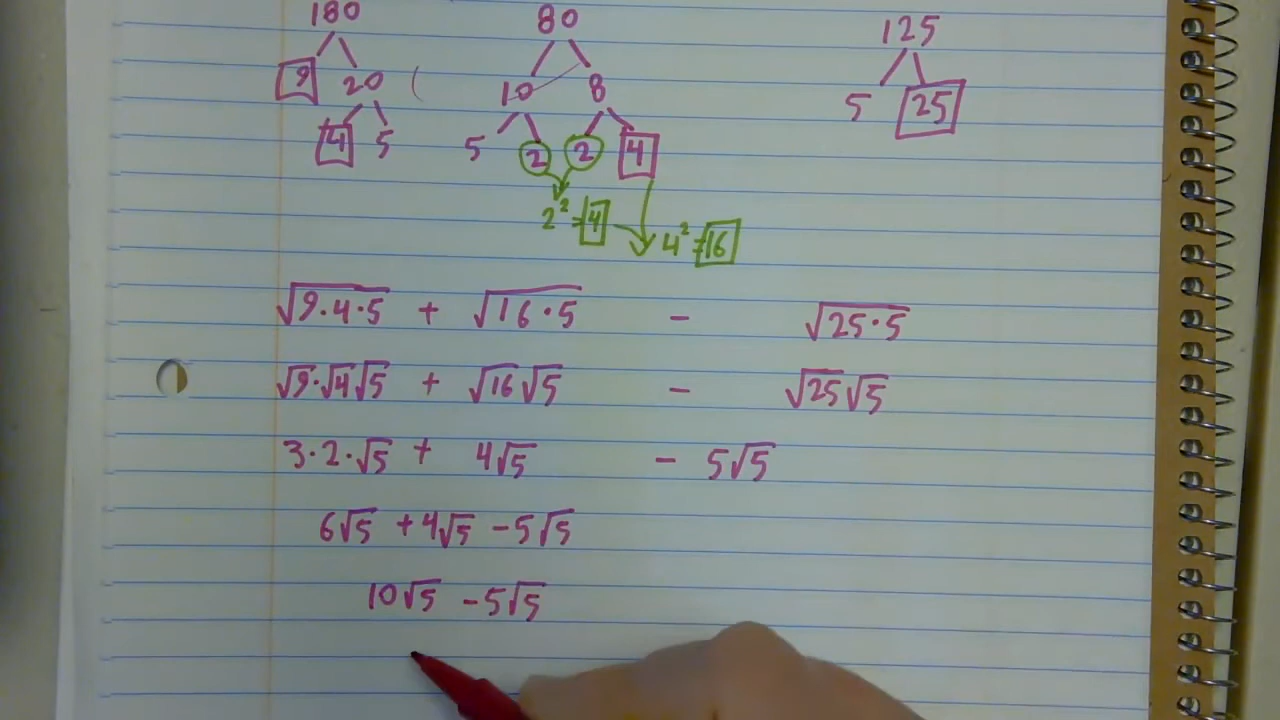 180 80 125
9 20 10 8 5 25
4 5 5 2 2 4
2² = 4 4² = 16
√9·4·5 + √16·5 - √25·5
√9·√4√5 + √16√5 - √25√5
3·2·√5 + 4√5 - 5√5
6√5 + 4√5 - 5√5
10√5 - 5√5